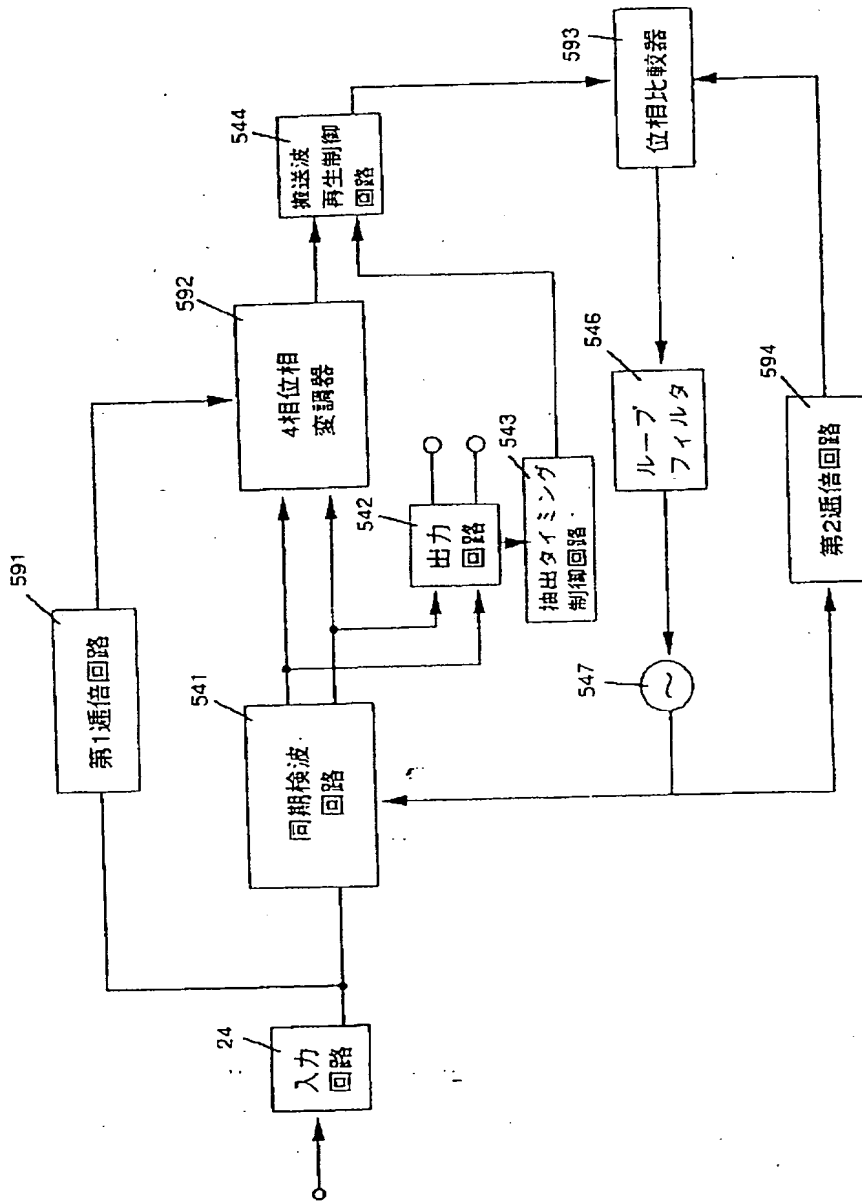 24
入力
回路
591
第1逓倍回路
541
同期検波
回路
592
4相位相
変調器
542
出力
回路
543
抽出タイミング
制御回路
544
搬送波
再生制御
回路
593
位相比較器
546
ループ
フィルタ
547
~
594
第2逓倍回路